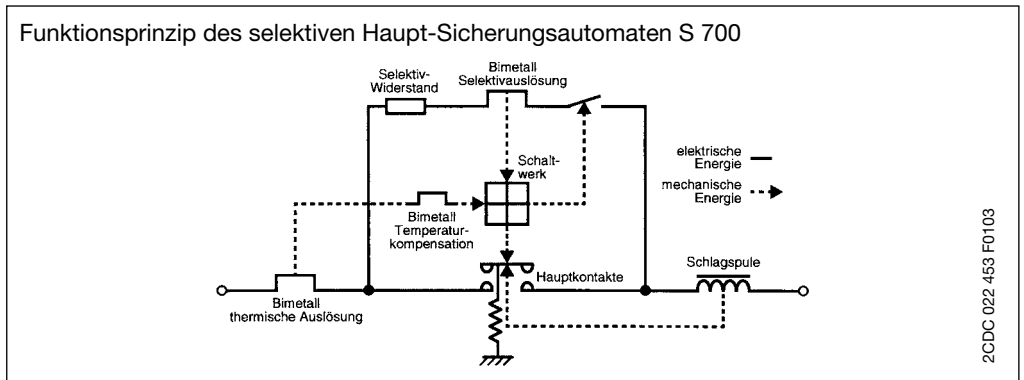 Funktionsprinzip des selektiven Haupt-Sicherungsautomaten S 700
Selektiv-
Widerstand
Bimetall
Selektivauslösung
Schalt-
werk
elektrische
Energie
mechanische
Energie
Bimetall
Temperatur-
kompensation
Hauptkontakte
Schlagspule
Bimetall
thermische Auslösung
2CDC 022 453 F0103